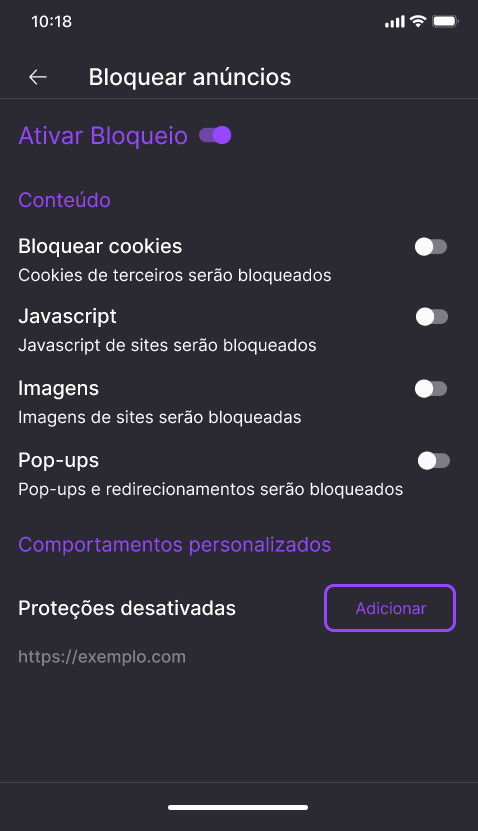 10:18
Bloquear anúncios
Ativar Bloqueio
Conteúdo
Bloquear cookies
Cookies de terceiros serão bloqueados
Javascript
Javascript de sites serão bloqueados
Imagens
Imagens de sites serão bloqueadas
Pop-ups
Pop-ups e redirecionamentos serão bloqueados
Comportamentos personalizados
Proteções desativadas
Adicionar
https://exemplo.com